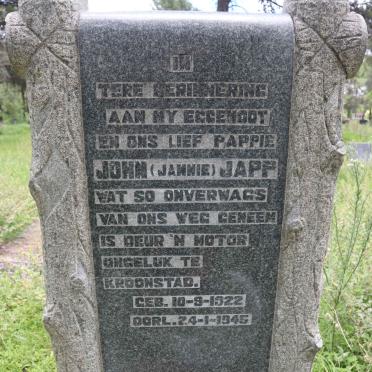 IN
TERE HERINNERING
AAN MY EGGENOOT
EN ONS LIEF PAPPIE
JOHN (JANNIE) JAPP
WAT SO ONVERWAGS
VAN ONS WEG GENEEM
IS DEUR 'N MOTOR
ONGELUK TE
KROONSTAD.
GEB. 10-9-1922
OORL. 24-1-1945